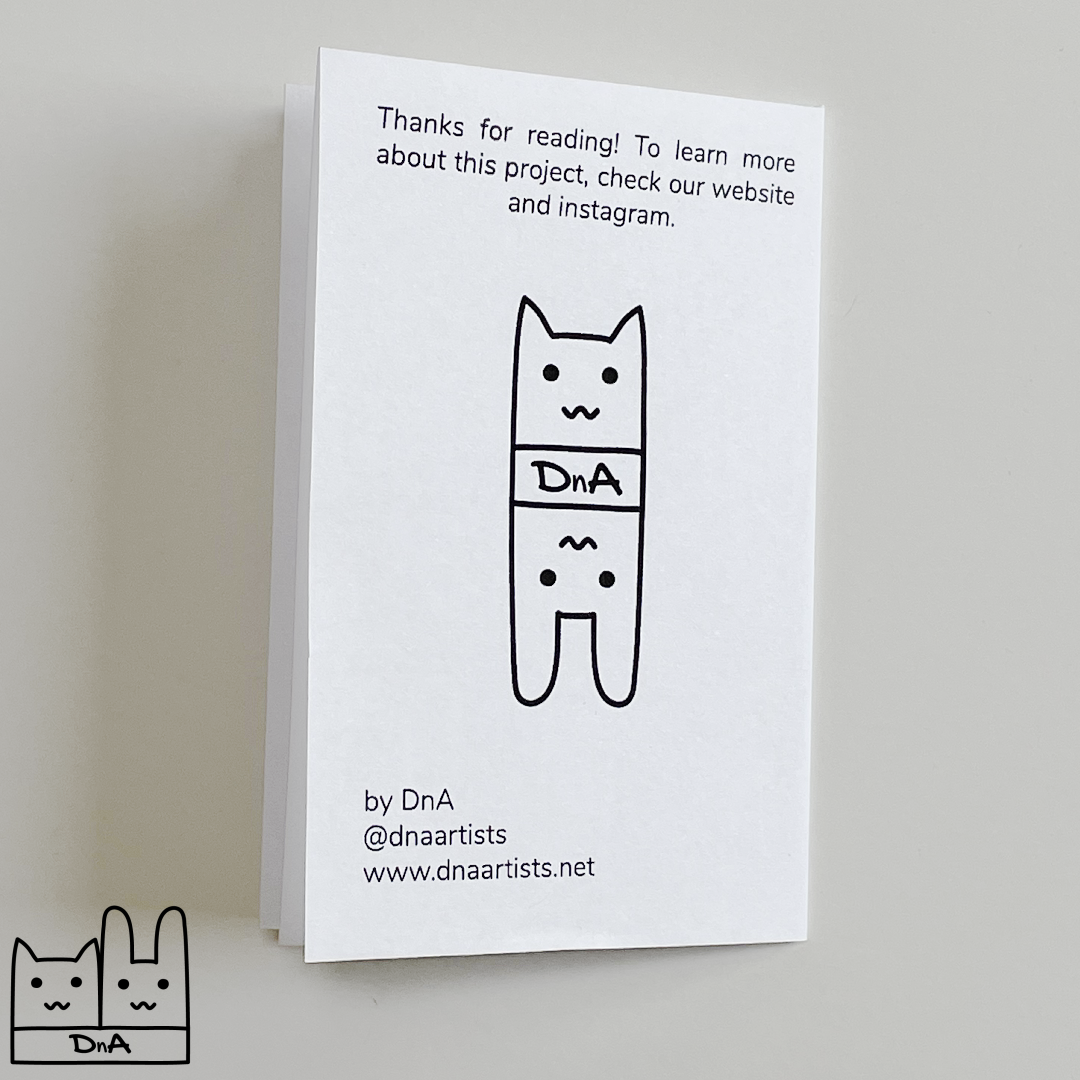 Thanks for reading! To learn more
about this project, check our website
and instagram.
DnA
by DnA
@dnaartists
www.dnaartists.net
DnA